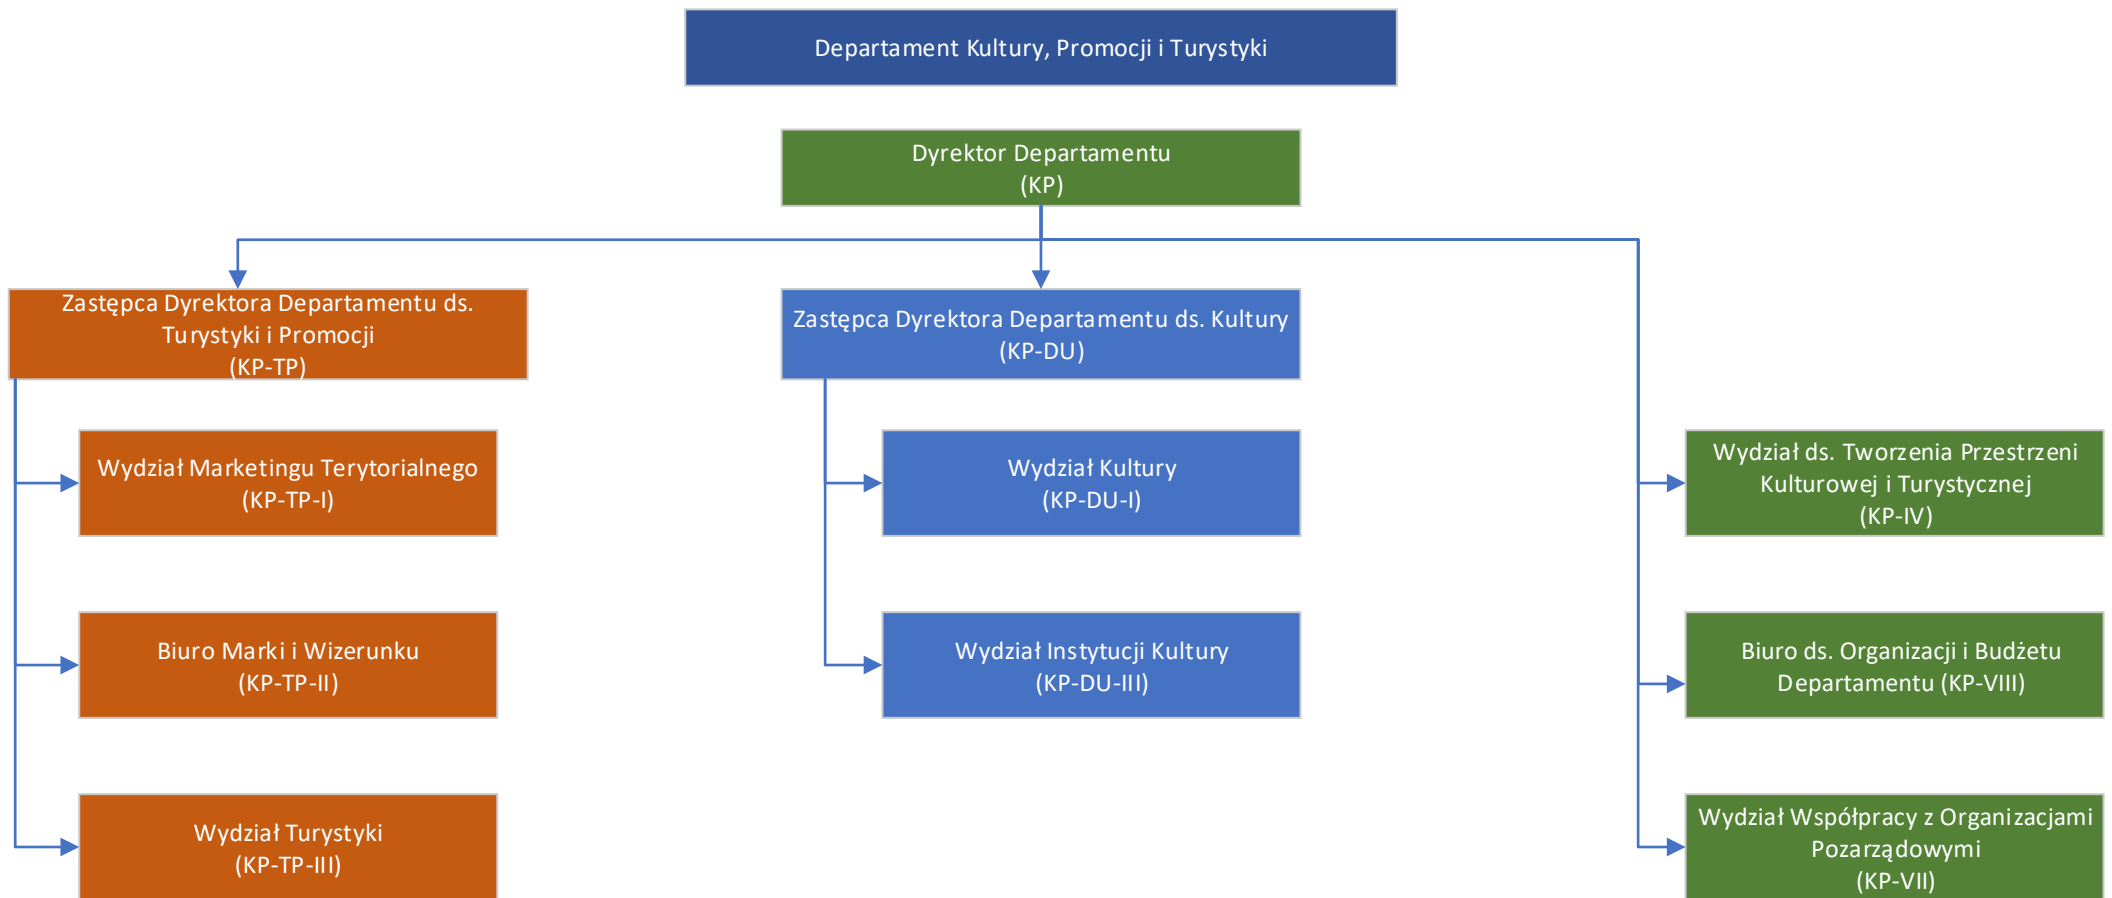 Departament Kultury, Promocji i Turystyki
Dyrektor Departamentu
(KP)
Zastępca Dyrektora Departamentu ds.
Turystyki i Promocji
(KP-TP)
Zastępca Dyrektora Departamentu ds. Kultury
(KP-DU)
Wydział Marketingu Terytorialnego
(KP-TP-I)
Wydział Kultury
(KP-DU-I)
Wydział ds. Tworzenia Przestrzeni
Kulturowej i Turystycznej
(KP-IV)
Biuro Marki i Wizerunku
(KP-TP-II)
Wydział Instytucji Kultury
(KP-DU-III)
Biuro ds. Organizacji i Budżetu
Departamentu (KP-VIII)
Wydział Turystyki
(KP-TP-III)
Wydział Współpracy z Organizacjami
Pozarządowymi
(KP-VII)